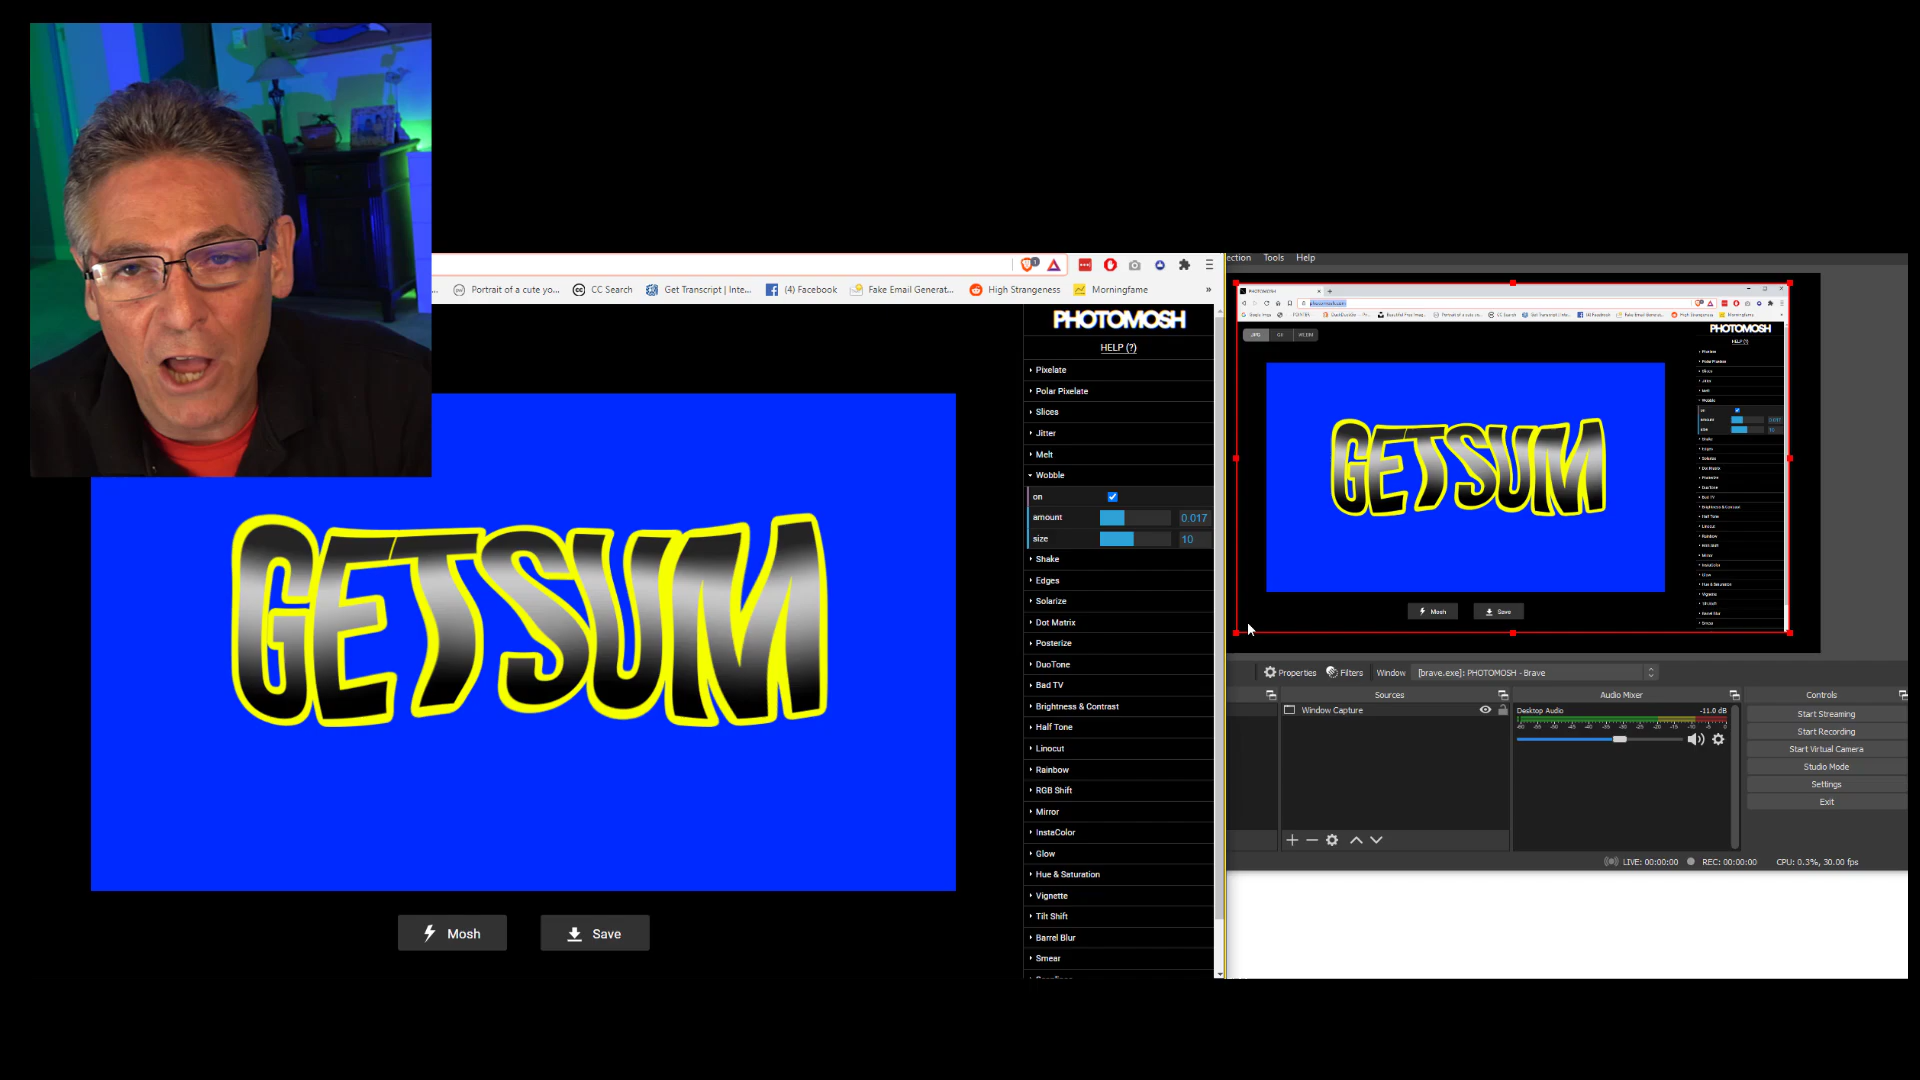 Portrait of a cute yo...
CC Search
Get Transcript | Inte...
(4) Facebook
Fake Email Generat...
High Strangeness
Morningfame
»
PHOTOMOSH
HELP (?)
Pixelate
Polar Pixelate
Slices
Jitter
Melt
Wobble
on
amount 0.017
size 10
Shake
Edges
Solarize
Dot Matrix
Posterize
DuoTone
Bad TV
Brightness & Contrast
Half Tone
Linocut
Rainbow
RGB Shift
Mirror
InstaColor
Glow
Hue & Saturation
Vignette
Tilt Shift
Barrel Blur
Smear
GETSUM
Mosh
Save
ection Tools Help
PHOTOMOSH
GETSUM
Mosh
Save
Properties
Filters
Window
[brave.exe]: PHOTOMOSH - Brave
Sources
Window Capture
Audio Mixer
Desktop Audio
-11.0 dB
Controls
Start Streaming
Start Recording
Start Virtual Camera
Studio Mode
Settings
Exit
LIVE: 00:00:00
REC: 00:00:00
CPU: 0.3%, 30.00 fps